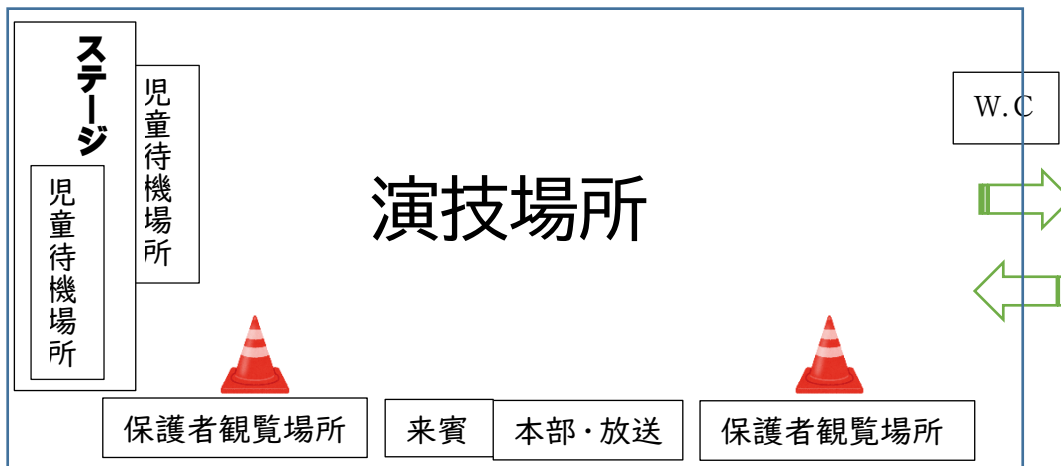 ステージ
児童待機場所
児童待機場所
演技場所
W.C
保護者観覧場所
来賓
本部・放送
保護者観覧場所